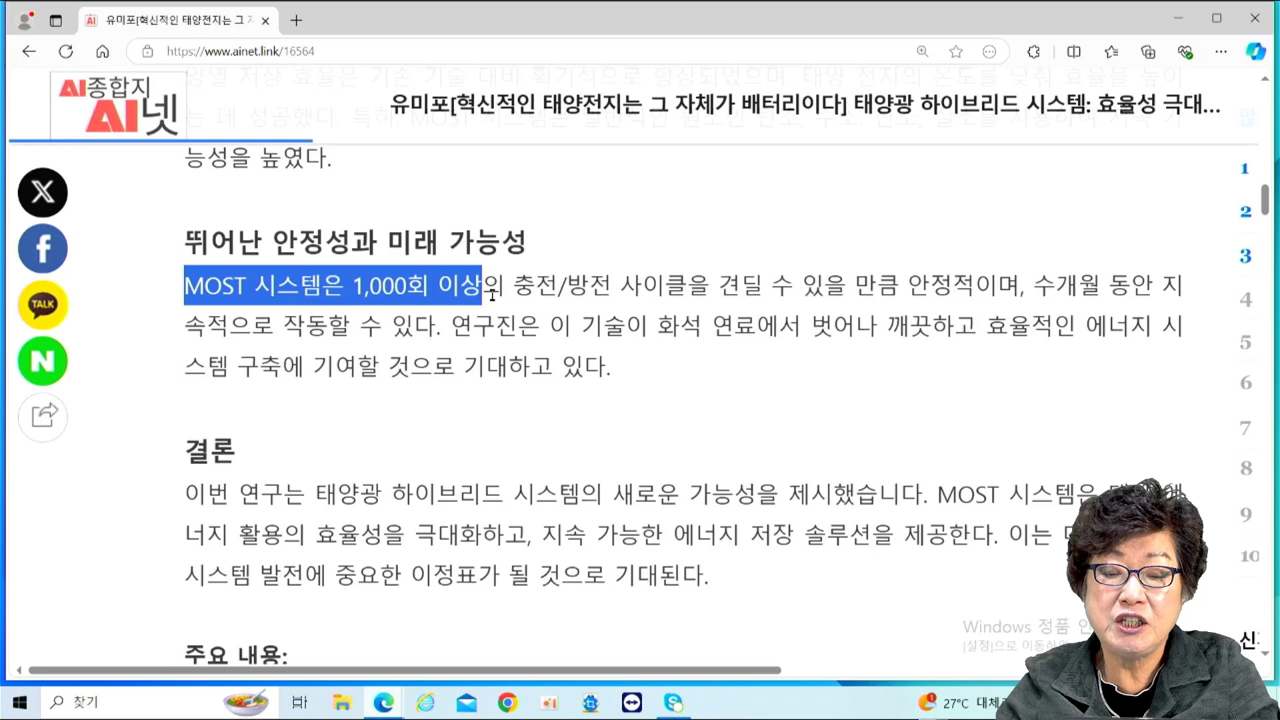 유미포[혁신적인 태양전지는 그 자
https://www.ainet.link/16564
AI종합지
AI넷
유미포[혁신적인 태양전지는 그 자체가 배터리이다] 태양광 하이브리드 시스템: 효율성 극대...
능성을 높였다.
뛰어난 안정성과 미래 가능성
MOST 시스템은 1,000회 이상의 충전/방전 사이클을 견딜 수 있을 만큼 안정적이며, 수개월 동안 지
속적으로 작동할 수 있다. 연구진은 이 기술이 화석 연료에서 벗어나 깨끗하고 효율적인 에너지 시
스템 구축에 기여할 것으로 기대하고 있다.
결론
이번 연구는 태양광 하이브리드 시스템의 새로운 가능성을 제시했습니다. MOST 시스템은
너지 활용의 효율성을 극대화하고, 지속 가능한 에너지 저장 솔루션을 제공한다. 이는
시스템 발전에 중요한 이정표가 될 것으로 기대된다.
주요 내용:
TALK
N
1
2
3
4
5
6
7
8
9
10
Windows 정품
[설정]으로
신
찾기
27°C 대체